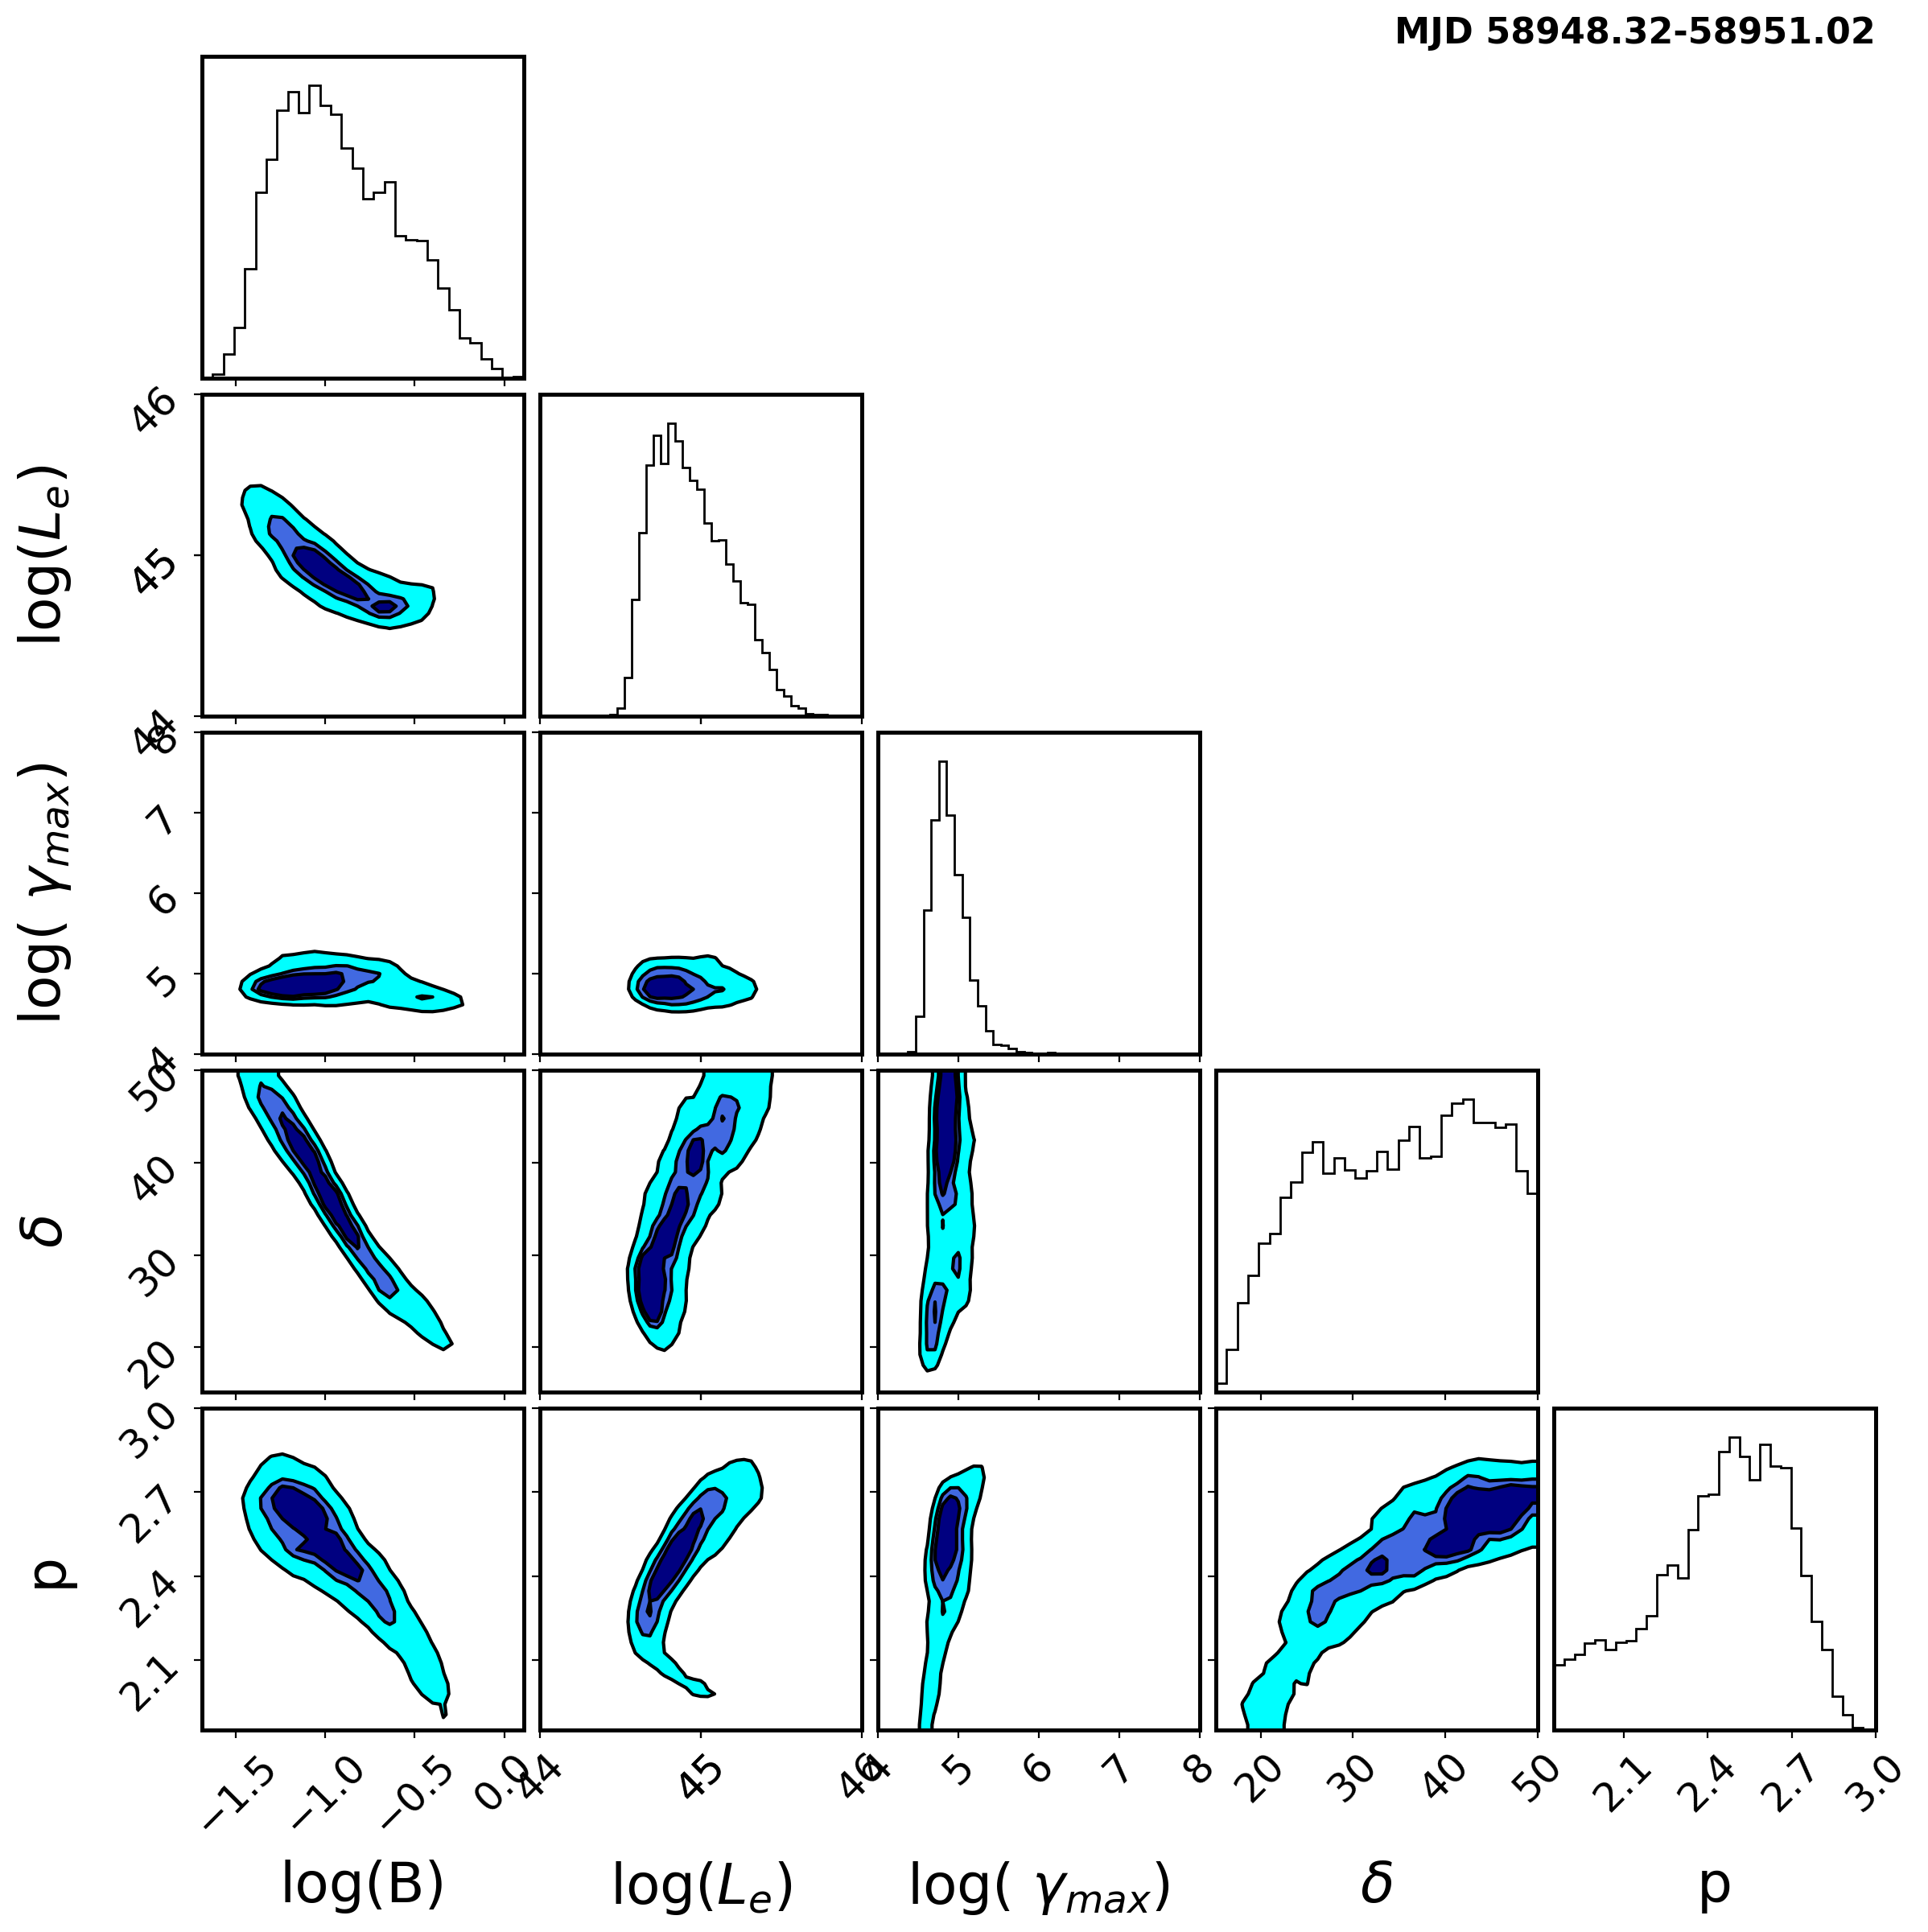 MJD 58948.32-58951.02
46
45
44
log(L_e)
8
7
6
5
4
log( γ_max)
50
40
30
20
δ
3.0
2.7
2.4
2.1
p
−1.5 −1.0 −0.5 0.0 44 45 46 4 5 6 7 8 20 30 40 50 2.1 2.4 2.7 3.0
log(B) log(L_e) log( γ_max) δ p